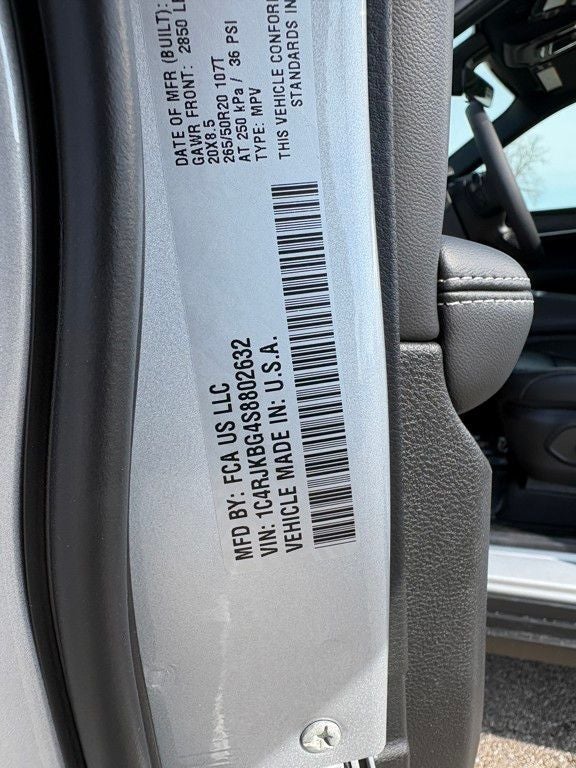 DATE OF MFR (BUILT):
GAWR FRONT: 2850
20X8.5
265/50R20 107T
AT 250 kPa / 36 PSI
TYPE: MPV
THIS VEHICLE
STANDARDS IN
MFD BY: FCA US LLC
VIN: 1C4RJKBG4S8802632
VEHICLE MADE IN: U.S.A.